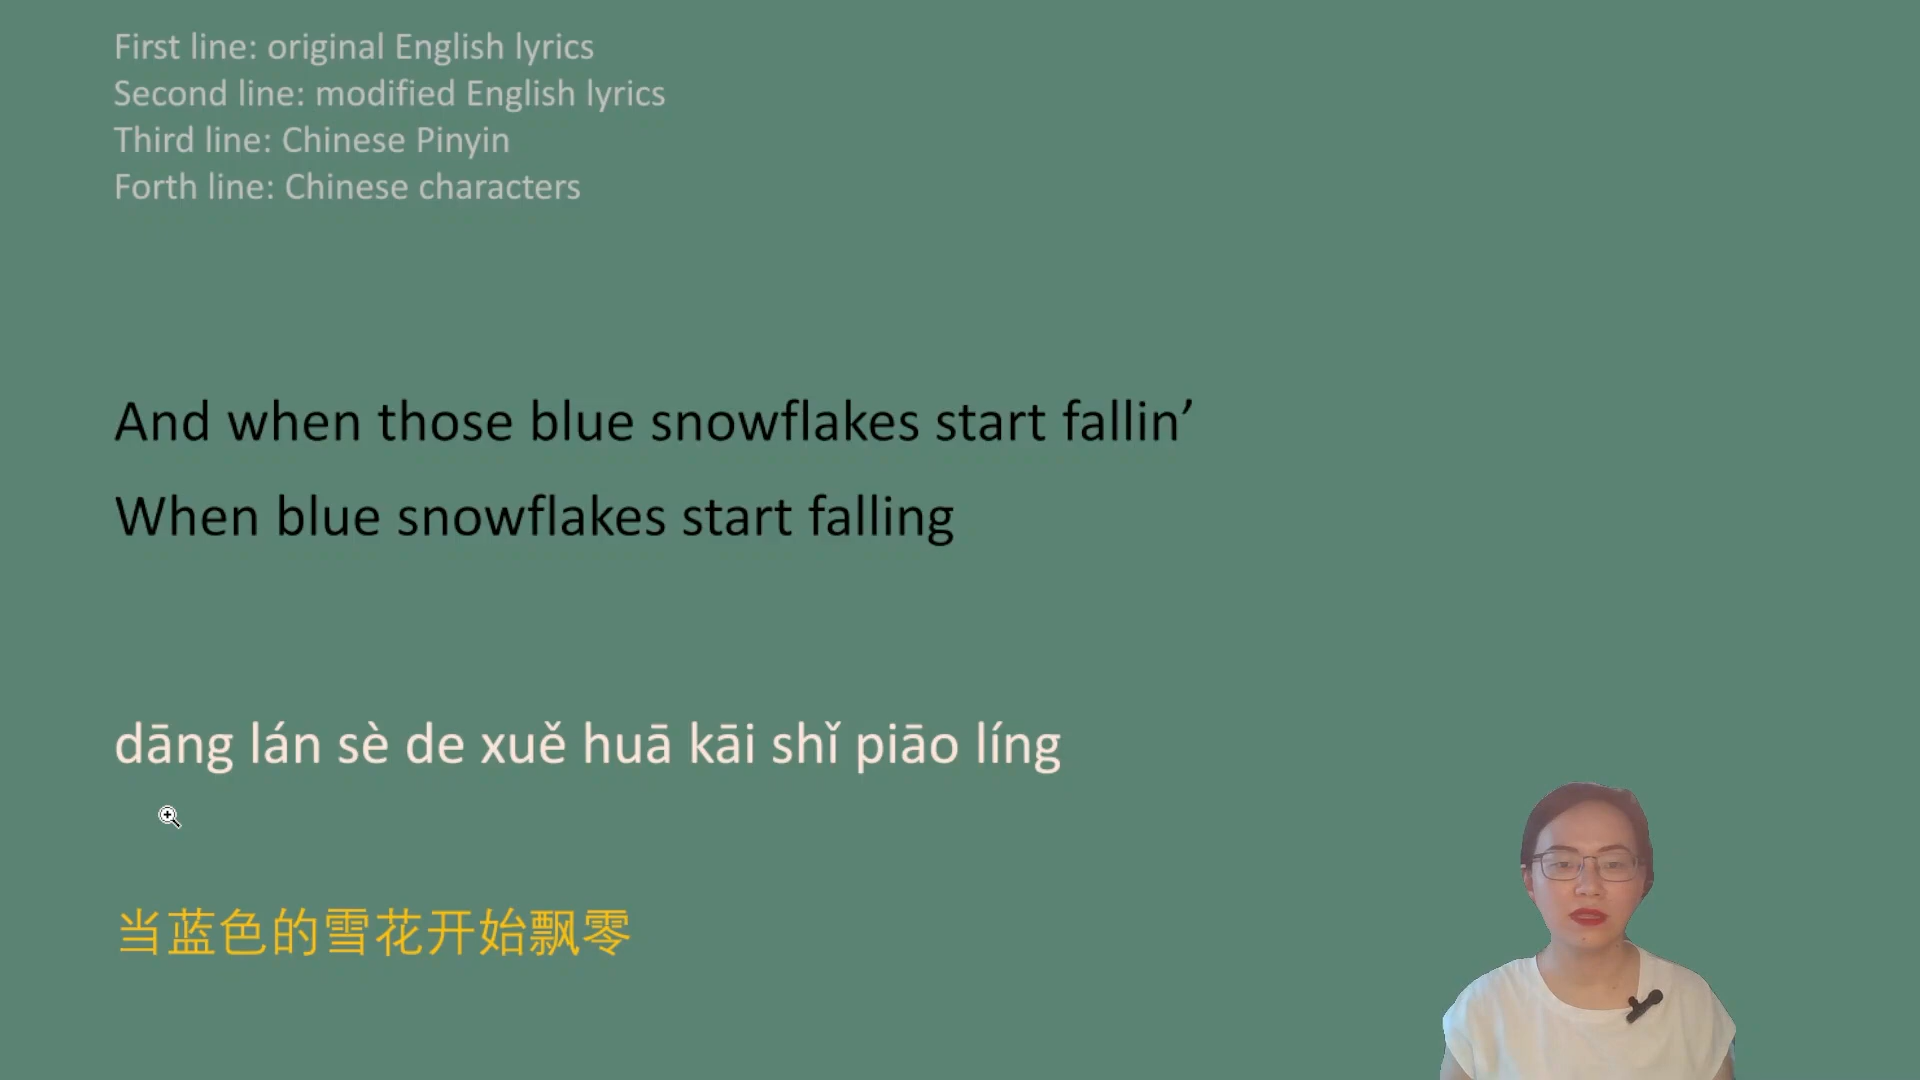 First line: original English lyrics
Second line: modified English lyrics
Third line: Chinese Pinyin
Forth line: Chinese characters
And when those blue snowflakes start fallin’
When blue snowflakes start falling
dāng lán sè de xuě huā kāi shǐ piāo líng
当蓝色的雪花开始飘零